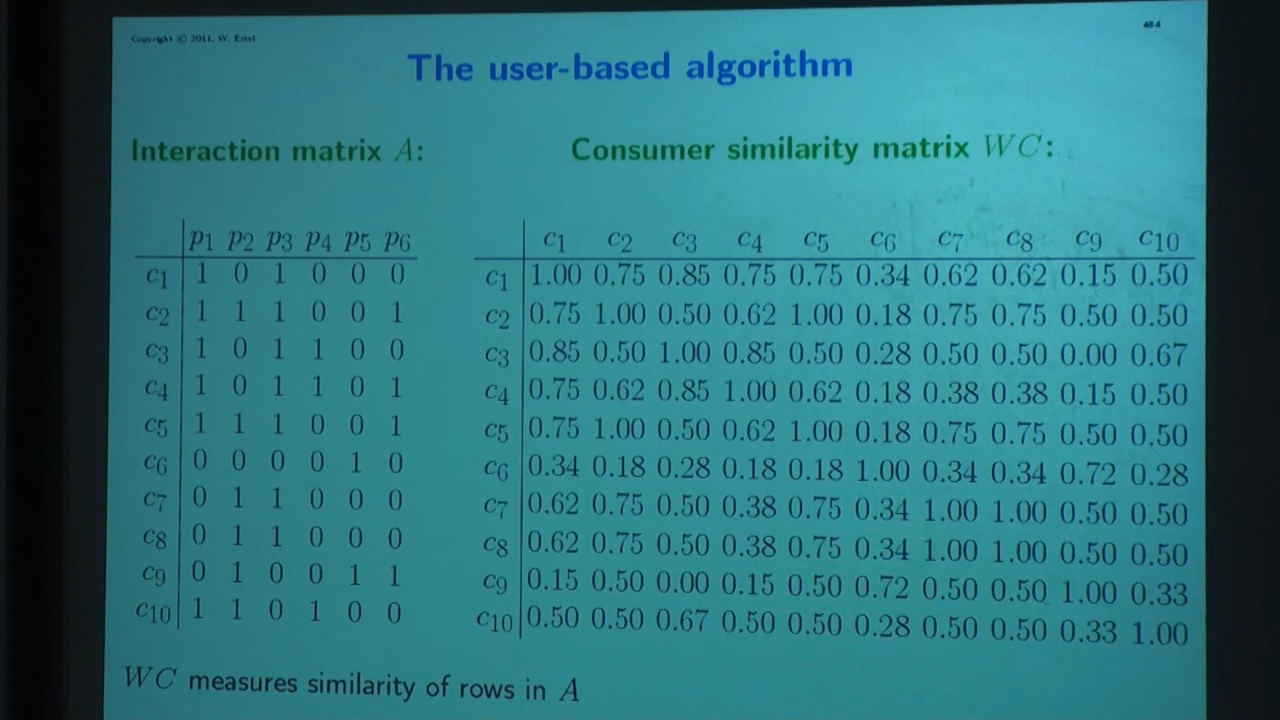 Copyright © 2011, W. Ertel
484
The user-based algorithm
Interaction matrix A:
Consumer similarity matrix WC:
p1 p2 p3 p4 p5 p6
c1 1 0 1 0 0 0
c2 1 1 1 0 0 1
c3 1 0 1 1 0 0
c4 1 0 1 1 0 1
c5 1 1 1 0 0 1
c6 0 0 0 0 1 0
c7 0 1 1 0 0 0
c8 0 1 1 0 0 0
c9 0 1 0 0 1 1
c10 1 1 0 1 0 0
c1 c2 c3 c4 c5 c6 c7 c8 c9 c10
c1 1.00 0.75 0.85 0.75 0.75 0.34 0.62 0.62 0.15 0.50
c2 0.75 1.00 0.50 0.62 1.00 0.18 0.75 0.75 0.50 0.50
c3 0.85 0.50 1.00 0.85 0.50 0.28 0.50 0.50 0.00 0.67
c4 0.75 0.62 0.85 1.00 0.62 0.18 0.38 0.38 0.15 0.50
c5 0.75 1.00 0.50 0.62 1.00 0.18 0.75 0.75 0.50 0.50
c6 0.34 0.18 0.28 0.18 0.18 1.00 0.34 0.34 0.72 0.28
c7 0.62 0.75 0.50 0.38 0.75 0.34 1.00 1.00 0.50 0.50
c8 0.62 0.75 0.50 0.38 0.75 0.34 1.00 1.00 0.50 0.50
c9 0.15 0.50 0.00 0.15 0.50 0.72 0.50 0.50 1.00 0.33
c10 0.50 0.50 0.67 0.50 0.50 0.28 0.50 0.50 0.33 1.00
WC measures similarity of rows in A